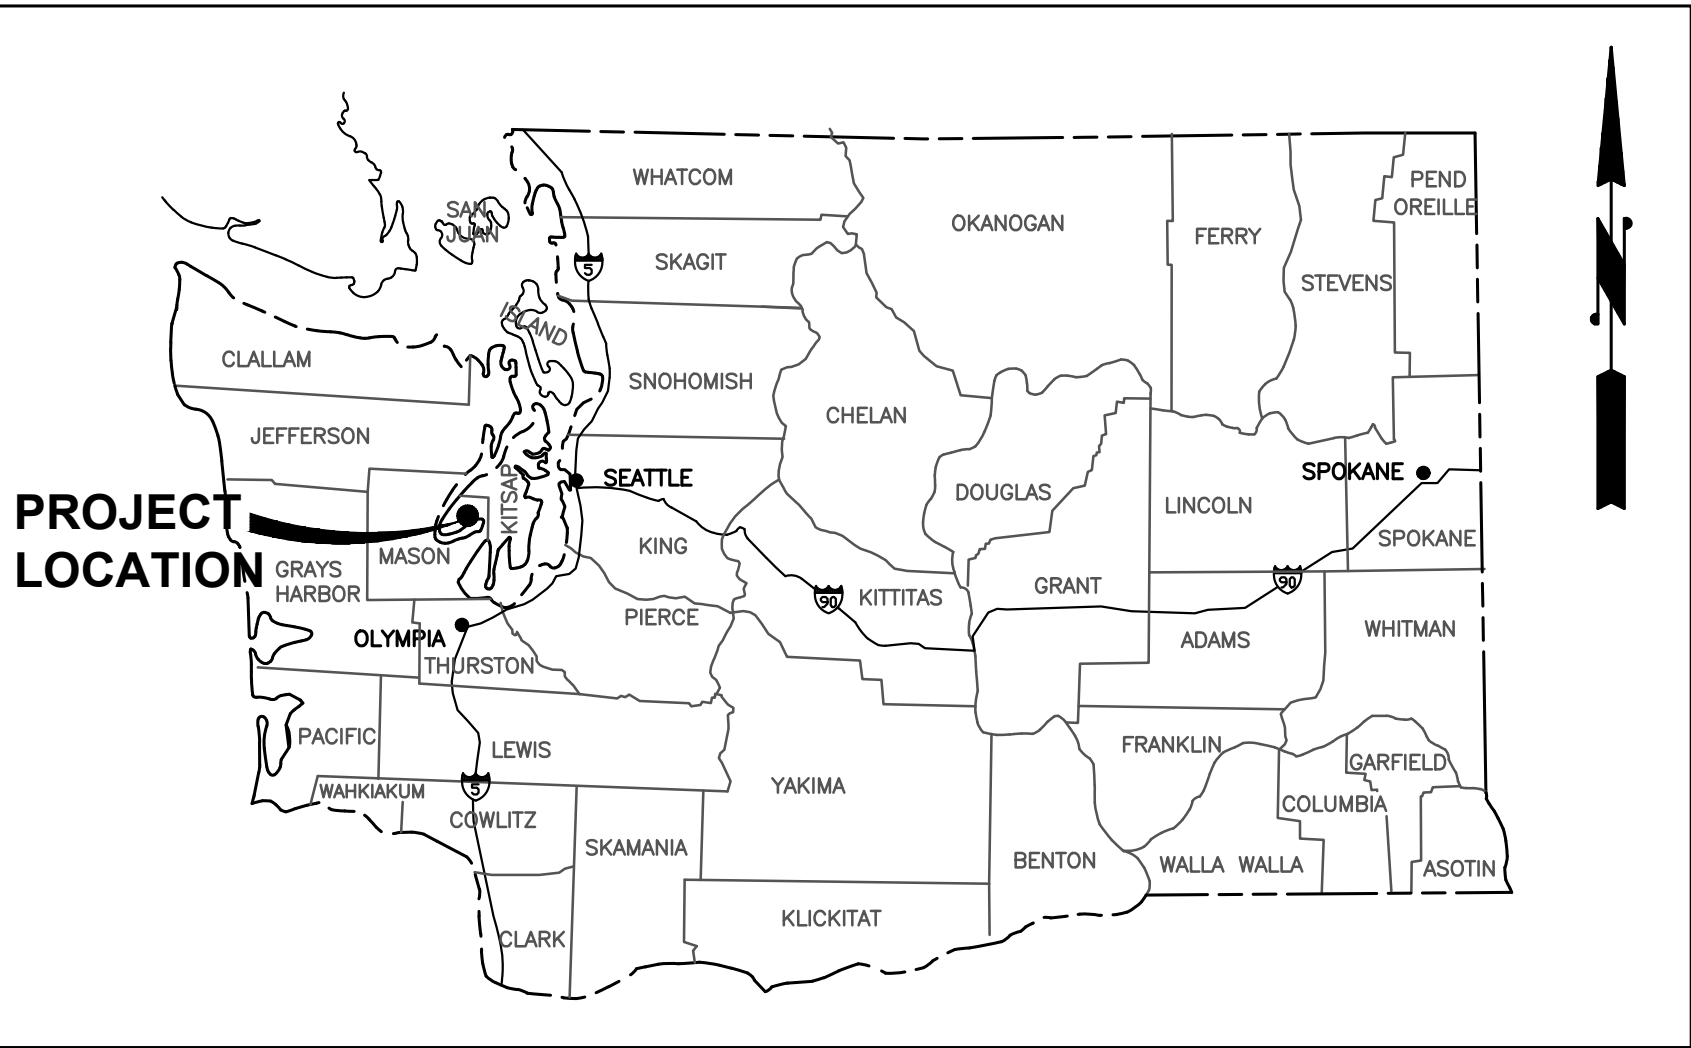 WHATCOM
PEND
OREILLE
SAN
JUAN
OKANOGAN
FERRY
SKAGIT
5
STEVENS
ISLAND
CLALLAM
SNOHOMISH
CHELAN
JEFFERSON
SEATTLE
SPOKANE
KITSAP
DOUGLAS
LINCOLN
PROJECT
LOCATION
MASON
KING
SPOKANE
GRAYS
HARBOR
GRANT
90
90
KITTITAS
PIERCE
OLYMPIA
ADAMS
WHITMAN
THURSTON
PACIFIC
LEWIS
FRANKLIN
GARFIELD
5
YAKIMA
WAHKIAKUM
COLUMBIA
COWLITZ
SKAMANIA
BENTON
WALLA WALLA
ASOTIN
KLICKITAT
CLARK
N